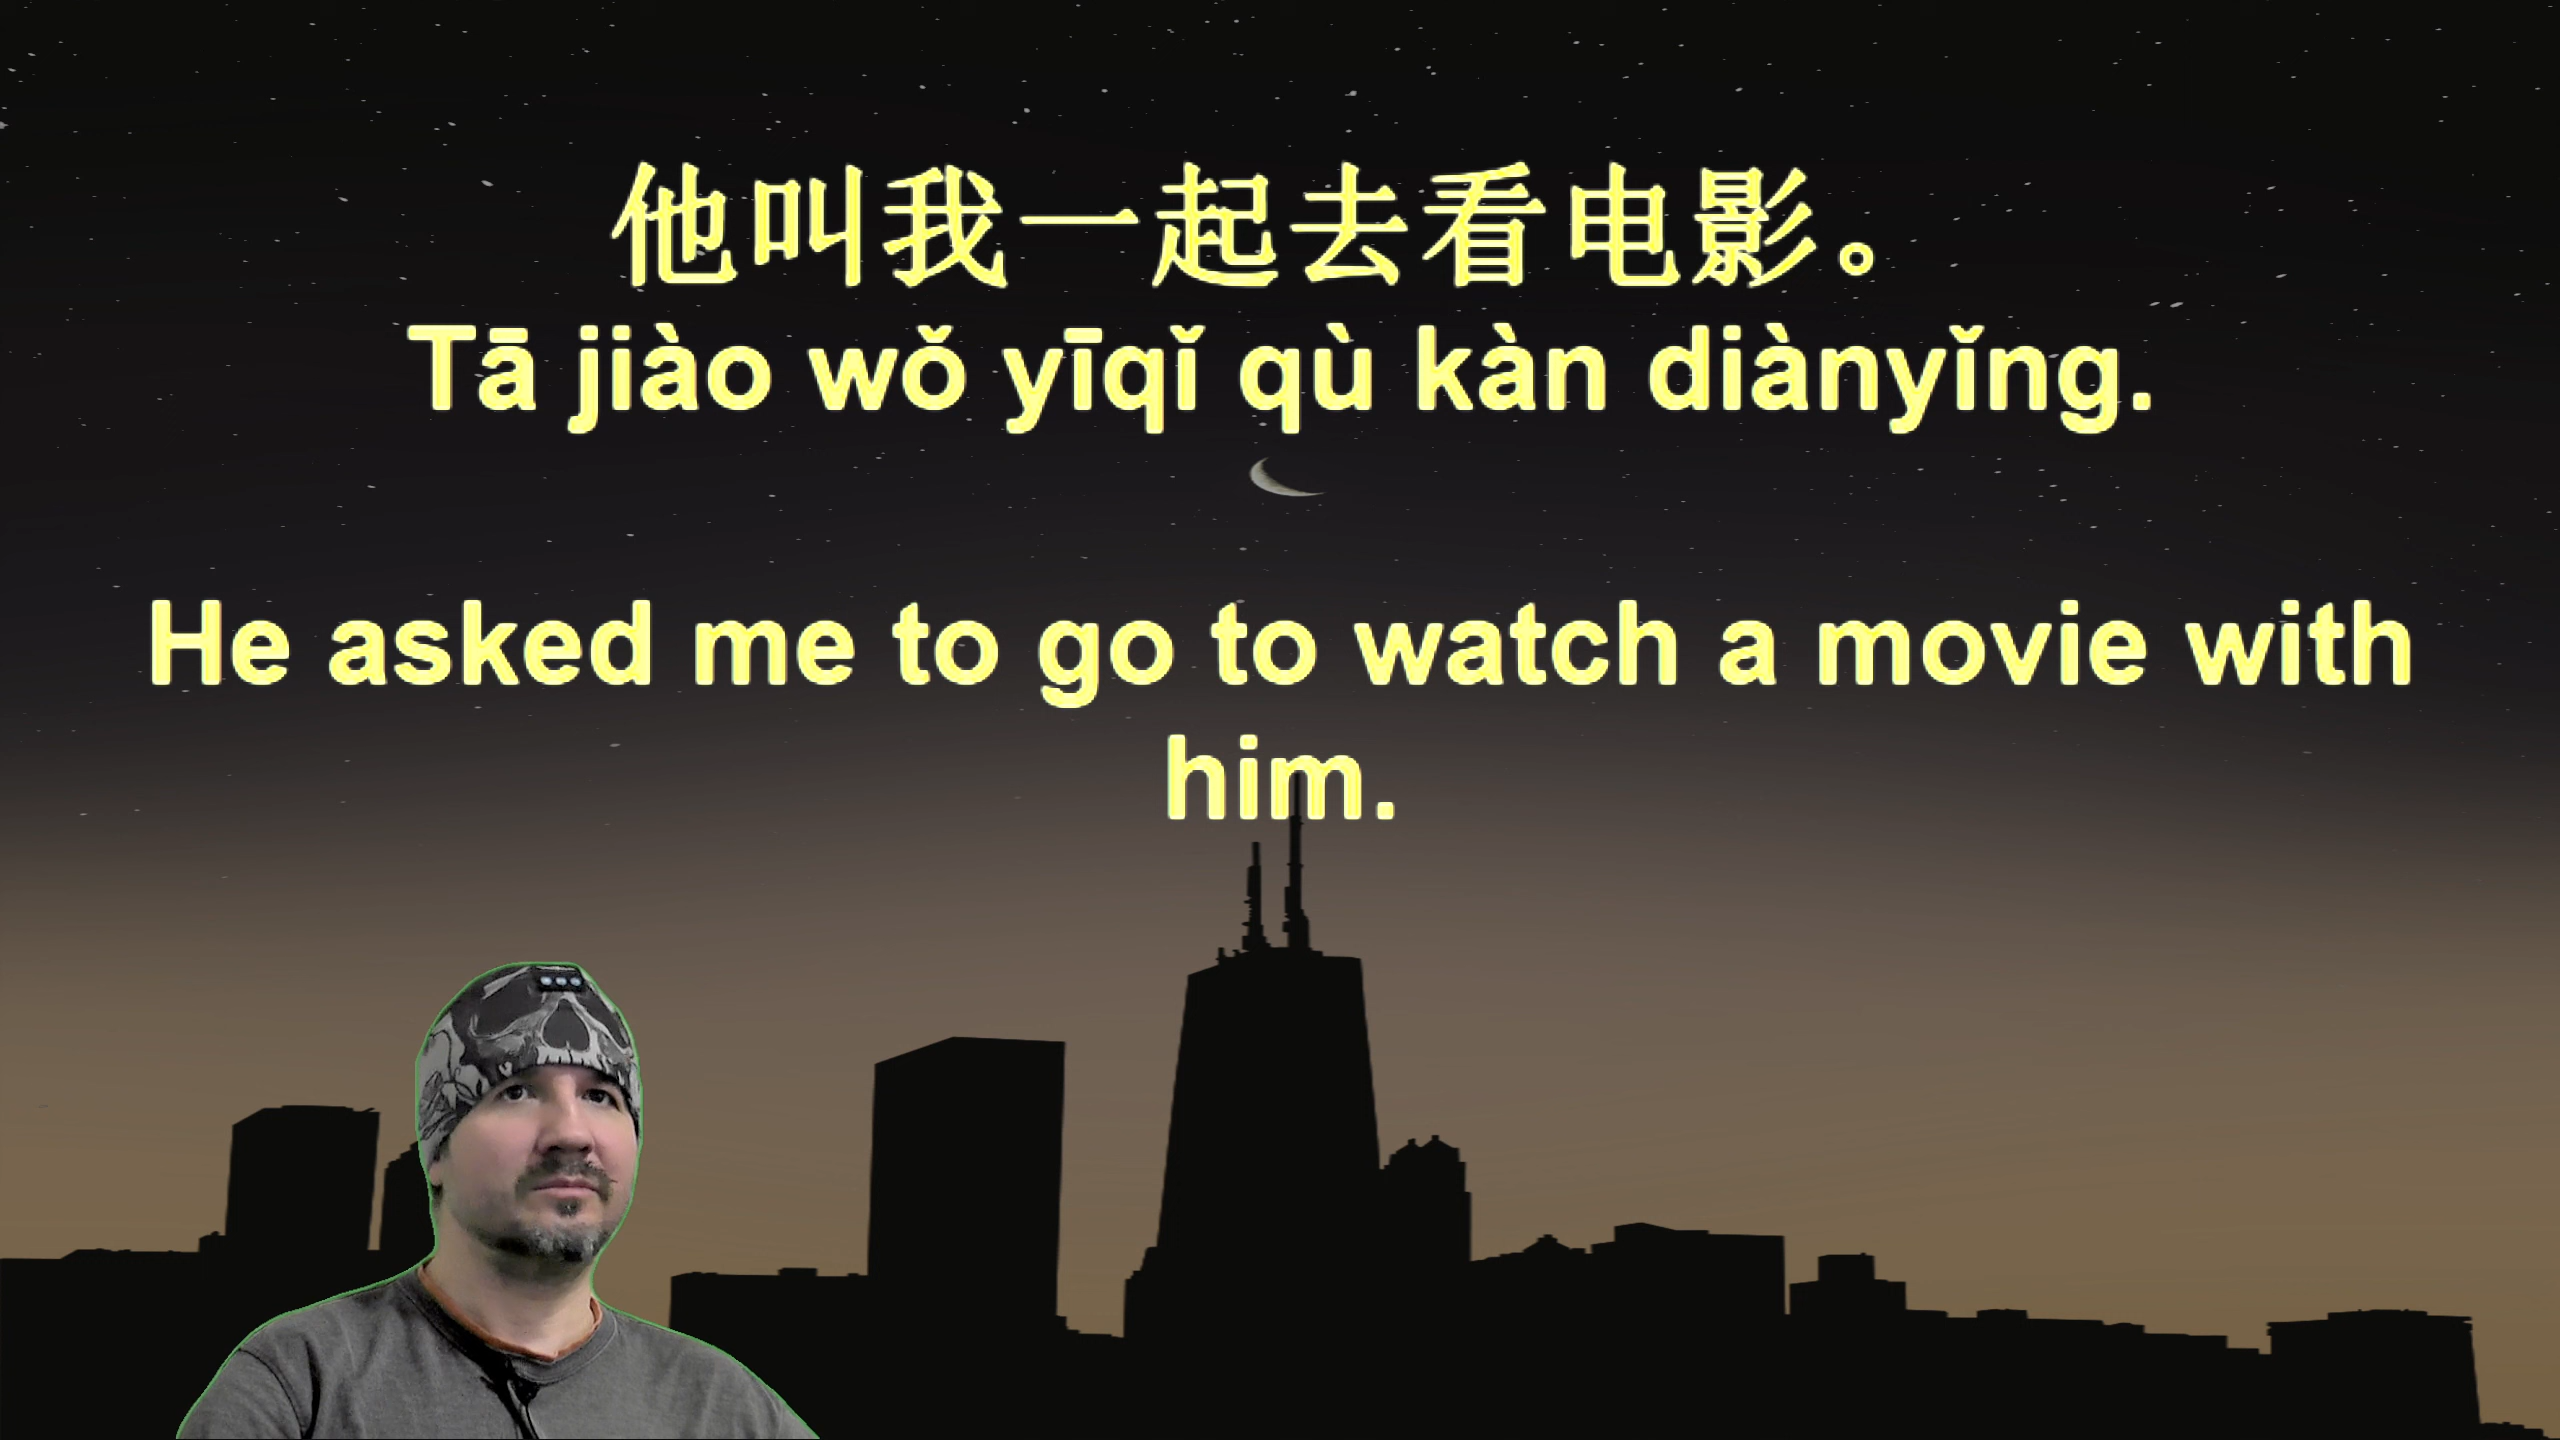 他叫我一起去看电影。
Tā jiào wǒ yīqǐ qù kàn diànyǐng.
He asked me to go to watch a movie with
him.